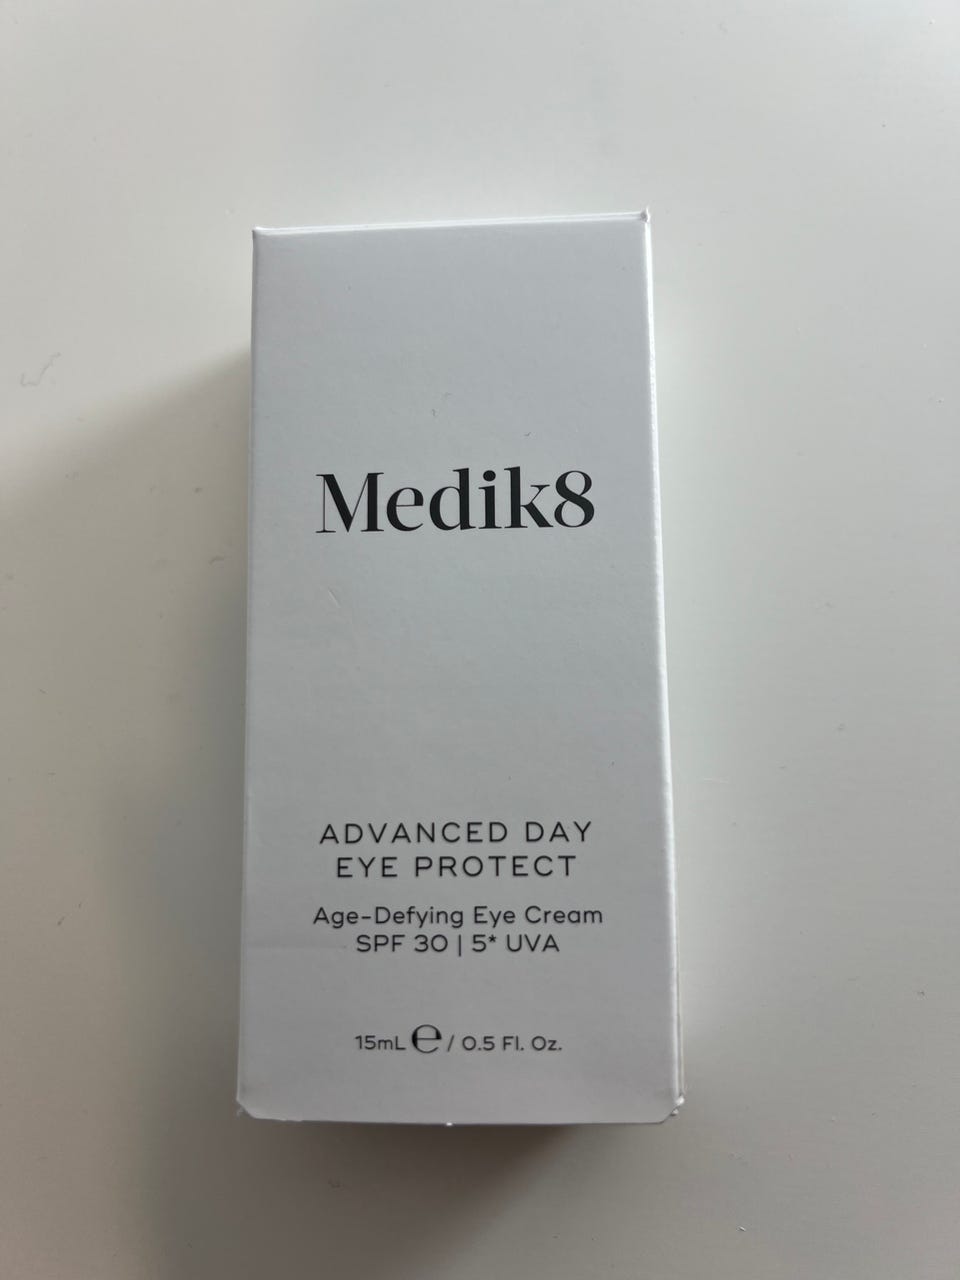 Medik8
ADVANCED DAY
EYE PROTECT
Age-Defying Eye Cream
SPF 30 | 5* UVA
15mL ℮ / 0.5 Fl. Oz.